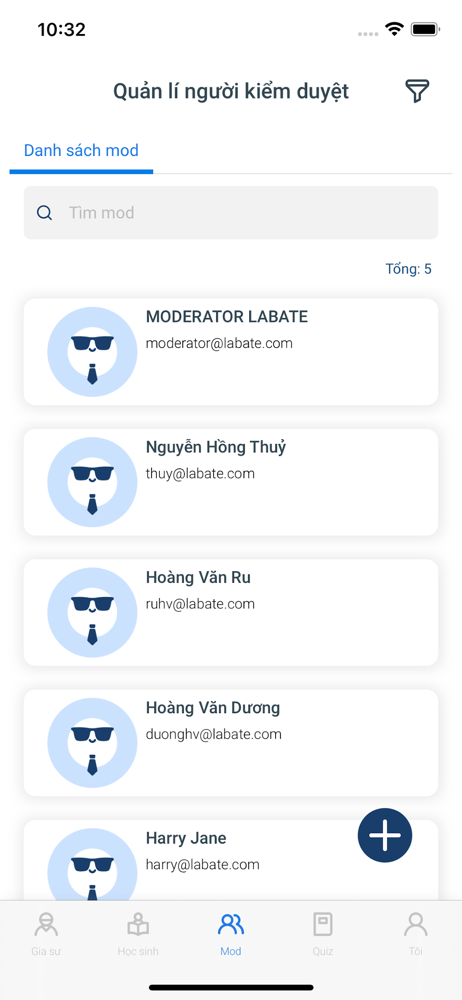 10:32
Quản lí người kiểm duyệt
Danh sách mod
Tìm mod
Tổng: 5
MODERATOR LABATE
moderator@labate.com
Nguyễn Hồng Thuỷ
thuy@labate.com
Hoàng Văn Ru
ruhv@labate.com
Hoàng Văn Dương
duonghv@labate.com
Harry Jane
harry@labate.com
Gia sư
Học sinh
Mod
Quiz
Tôi